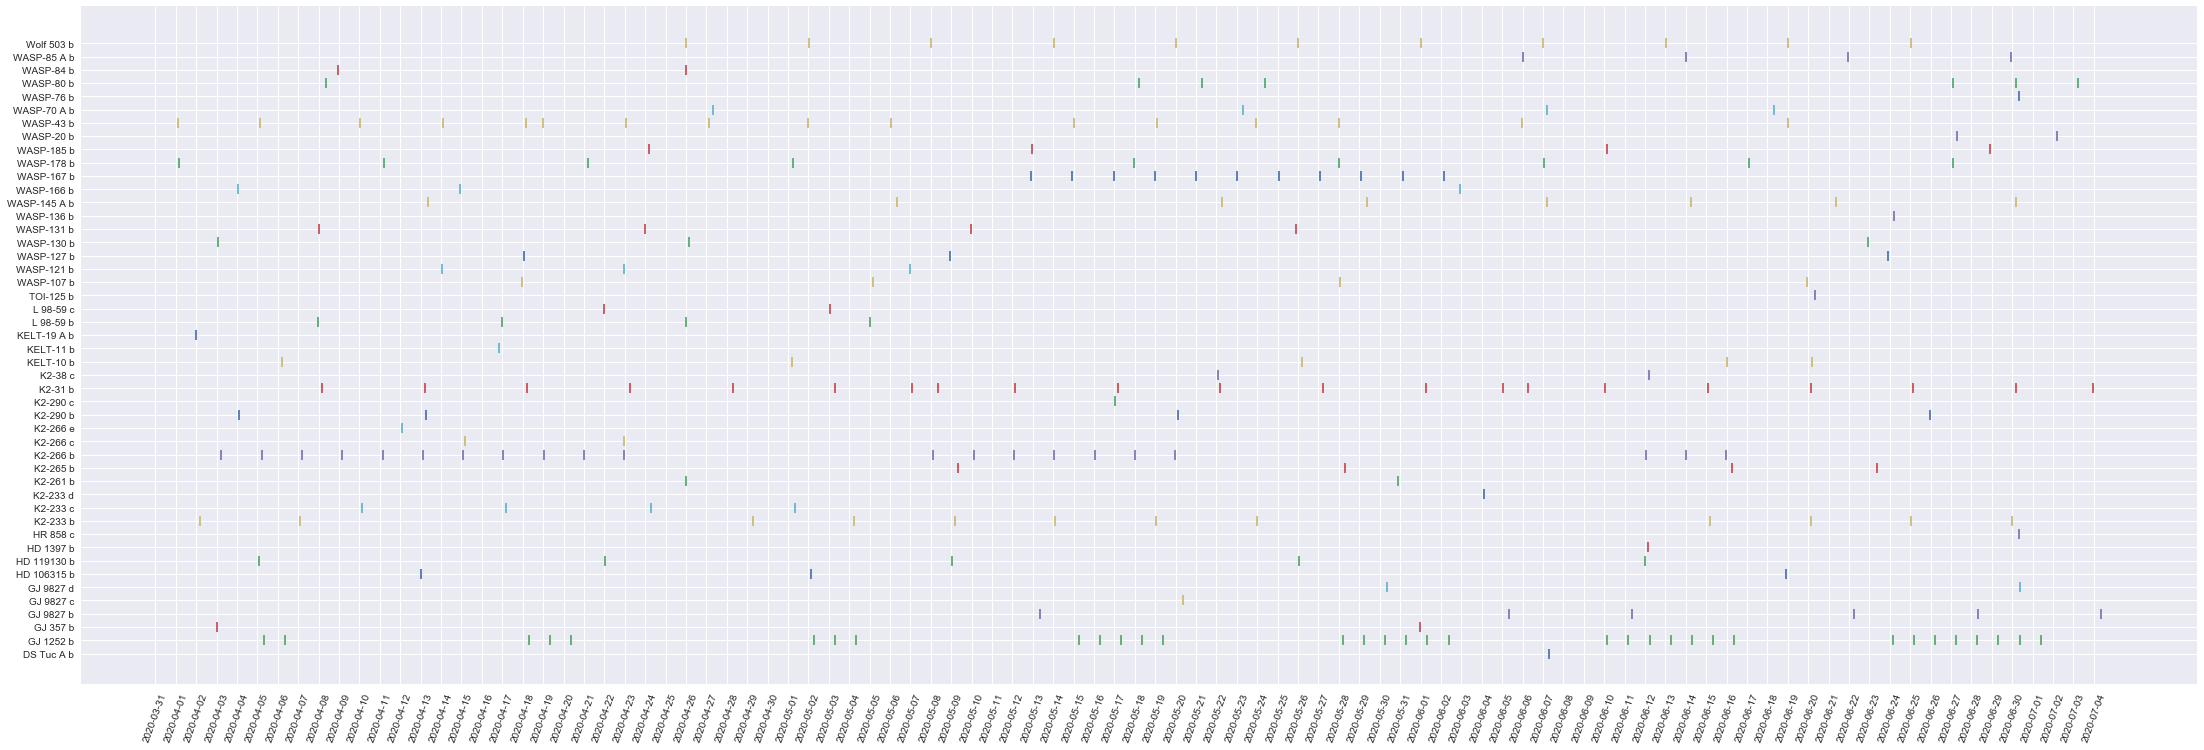 Wolf 503 b
WASP-85 A b
WASP-84 b
WASP-80 b
WASP-76 b
WASP-70 A b
WASP-43 b
WASP-20 b
WASP-185 b
WASP-178 b
WASP-167 b
WASP-166 b
WASP-145 A b
WASP-136 b
WASP-131 b
WASP-130 b
WASP-127 b
WASP-121 b
WASP-107 b
TOI-125 b
L 98-59 c
L 98-59 b
KELT-19 A b
KELT-11 b
KELT-10 b
K2-38 c
K2-31 b
K2-290 c
K2-290 b
K2-266 e
K2-266 c
K2-266 b
K2-265 b
K2-261 b
K2-233 d
K2-233 c
K2-233 b
HR 858 c
HD 1397 b
HD 119130 b
HD 106315 b
GJ 9827 d
GJ 9827 c
GJ 9827 b
GJ 357 b
GJ 1252 b
DS Tuc A b
2020-03-31
2020-04-01
2020-04-02
2020-04-03
2020-04-04
2020-04-05
2020-04-06
2020-04-07
2020-04-08
2020-04-09
2020-04-10
2020-04-11
2020-04-12
2020-04-13
2020-04-14
2020-04-15
2020-04-16
2020-04-17
2020-04-18
2020-04-19
2020-04-20
2020-04-21
2020-04-22
2020-04-23
2020-04-24
2020-04-25
2020-04-26
2020-04-27
2020-04-28
2020-04-29
2020-04-30
2020-05-01
2020-05-02
2020-05-03
2020-05-04
2020-05-05
2020-05-06
2020-05-07
2020-05-08
2020-05-09
2020-05-10
2020-05-11
2020-05-12
2020-05-13
2020-05-14
2020-05-15
2020-05-16
2020-05-17
2020-05-18
2020-05-19
2020-05-20
2020-05-21
2020-05-22
2020-05-23
2020-05-24
2020-05-25
2020-05-26
2020-05-27
2020-05-28
2020-05-29
2020-05-30
2020-05-31
2020-06-01
2020-06-02
2020-06-03
2020-06-04
2020-06-05
2020-06-06
2020-06-07
2020-06-08
2020-06-09
2020-06-10
2020-06-11
2020-06-12
2020-06-13
2020-06-14
2020-06-15
2020-06-16
2020-06-17
2020-06-18
2020-06-19
2020-06-20
2020-06-21
2020-06-22
2020-06-23
2020-06-24
2020-06-25
2020-06-26
2020-06-27
2020-06-28
2020-06-29
2020-06-30
2020-07-01
2020-07-02
2020-07-03
2020-07-04